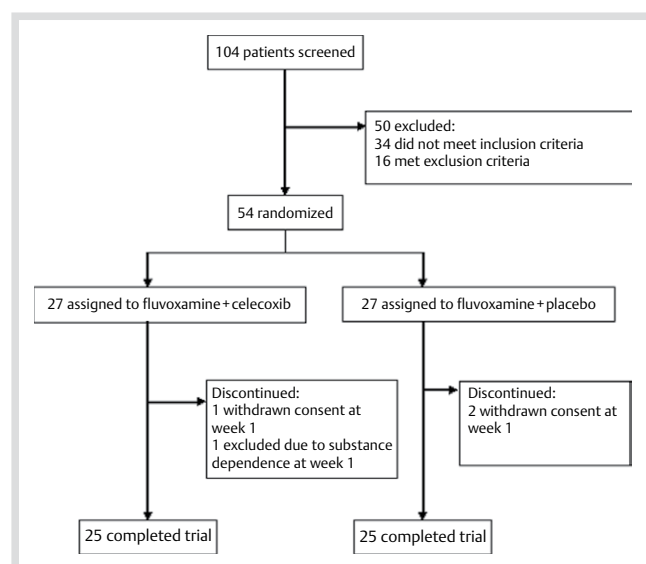 104 patients screened
50 excluded:
34 did not meet inclusion criteria
16 met exclusion criteria
54 randomized
27 assigned to fluvoxamine+celecoxib
27 assigned to fluvoxamine+placebo
Discontinued:
1 withdrawn consent at
week 1
1 excluded due to substance
dependence at week 1
Discontinued:
2 withdrawn consent at
week 1
25 completed trial
25 completed trial